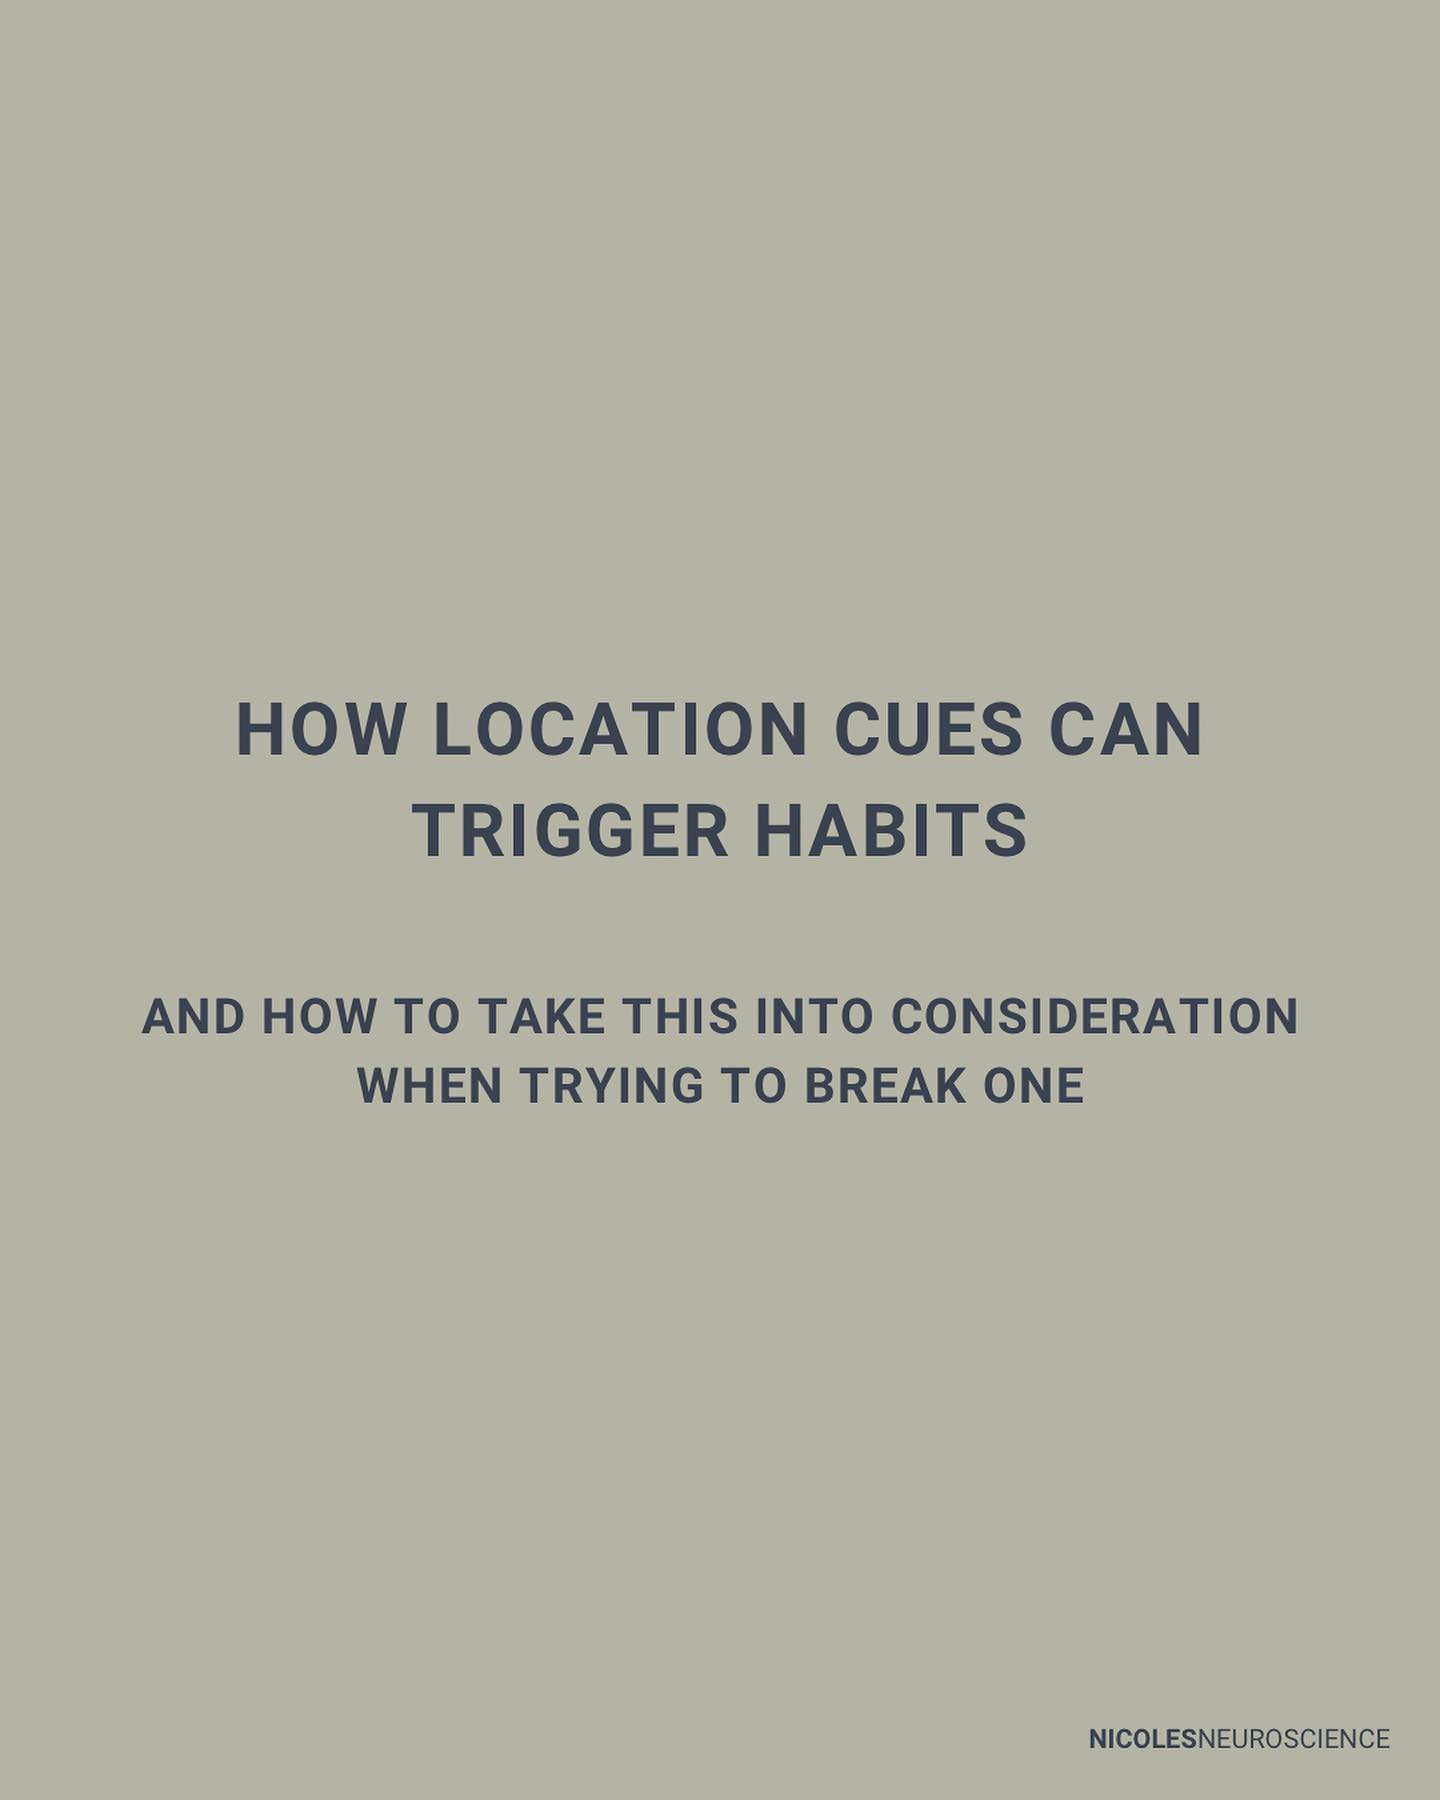 HOW LOCATION CUES CAN
TRIGGER HABITS
AND HOW TO TAKE THIS INTO CONSIDERATION
WHEN TRYING TO BREAK ONE
NICOLESNEUROSCIENCE